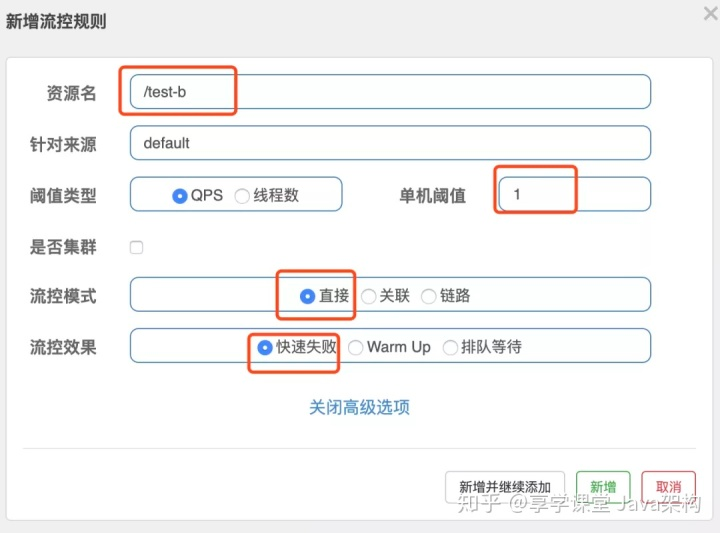 新增流控规则
资源名 /test-b
针对来源 default
阈值类型 QPS 线程数 单机阈值 1
是否集群
流控模式 直接 关联 链路
流控效果 快速失败 Warm Up 排队等待
关闭高级选项
新增并继续添加 新增 取消
知乎 @享学课堂 Java架构